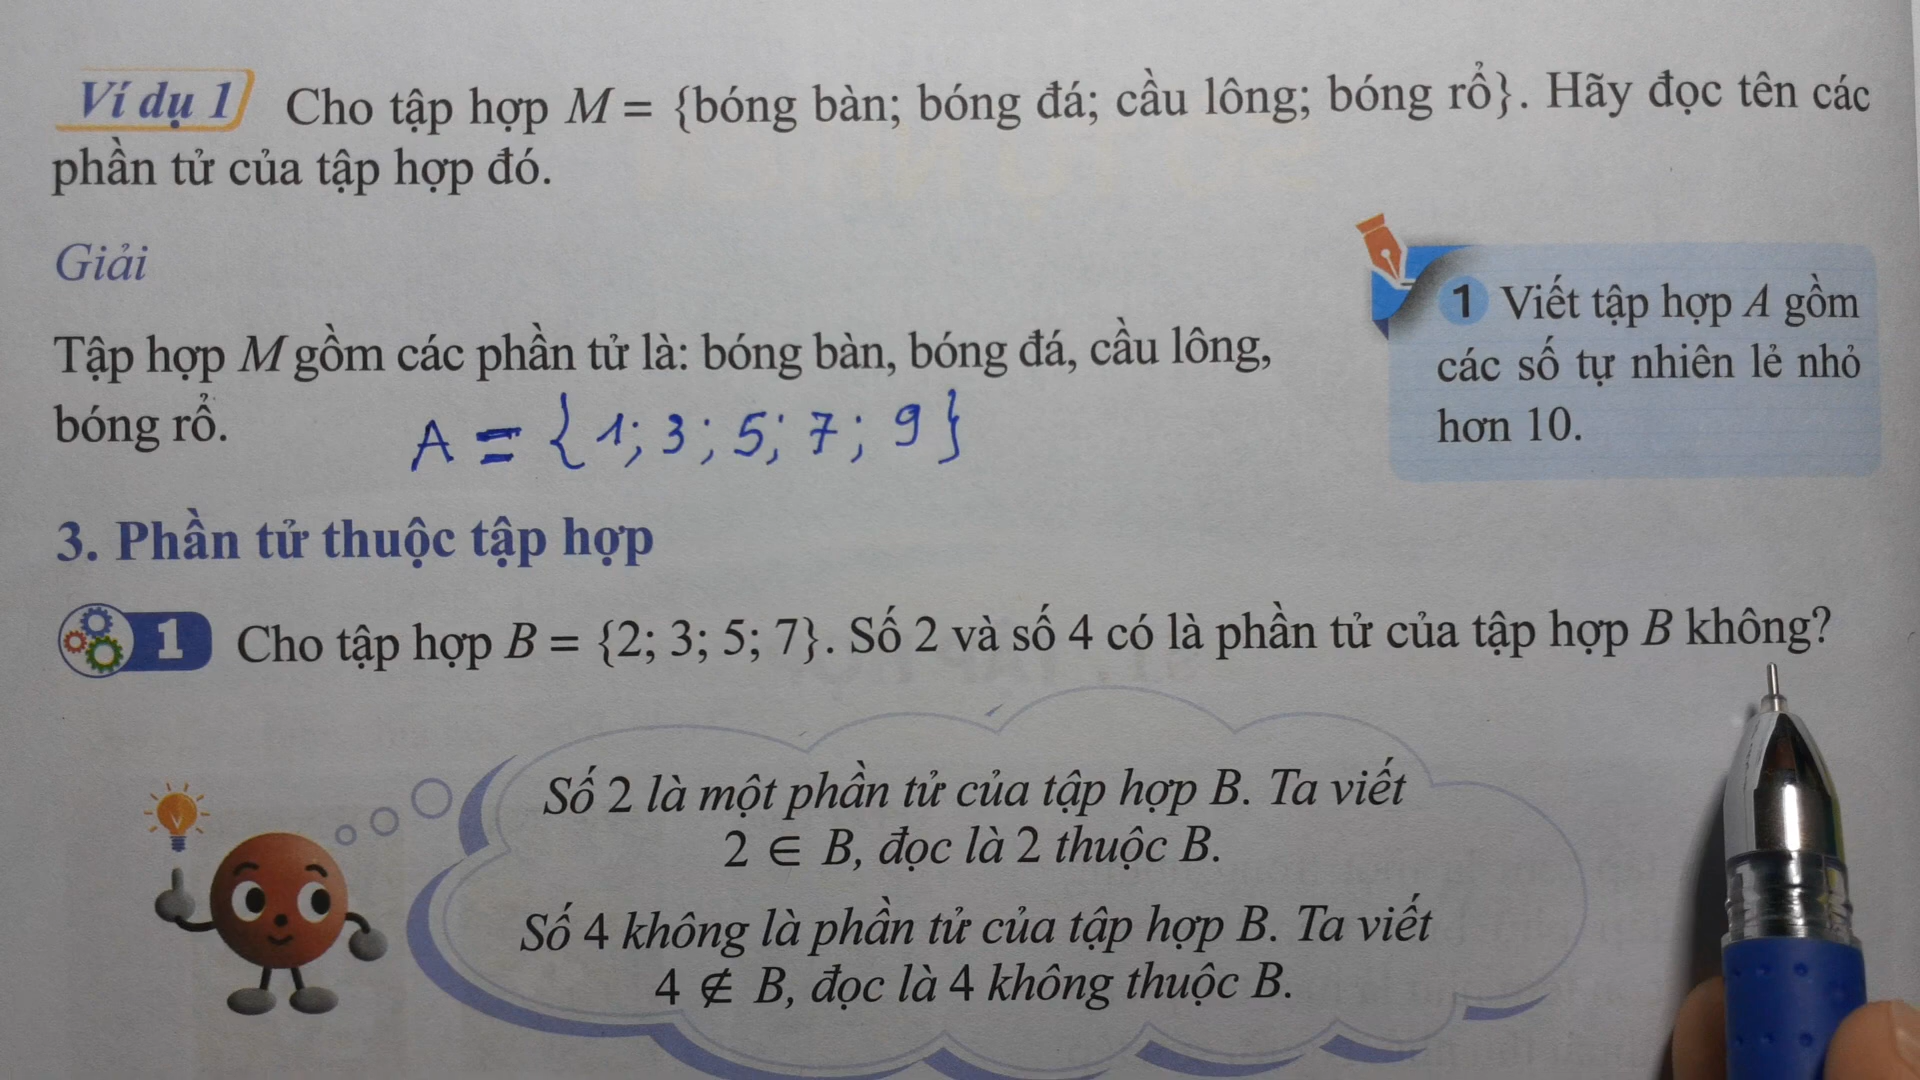 Ví dụ 1 Cho tập hợp M = {bóng bàn; bóng đá; cầu lông; bóng rổ}. Hãy đọc tên các
phần tử của tập hợp đó.
Giải
Tập hợp M gồm các phần tử là: bóng bàn, bóng đá, cầu lông,
bóng rổ.
A = {1; 3; 5; 7; 9}
1 Viết tập hợp A gồm
các số tự nhiên lẻ nhỏ
hơn 10.
3. Phần tử thuộc tập hợp
1 Cho tập hợp B = {2; 3; 5; 7}. Số 2 và số 4 có là phần tử của tập hợp B không?
Số 2 là một phần tử của tập hợp B. Ta viết
2 ∈ B, đọc là 2 thuộc B.
Số 4 không là phần tử của tập hợp B. Ta viết
4 ∉ B, đọc là 4 không thuộc B.